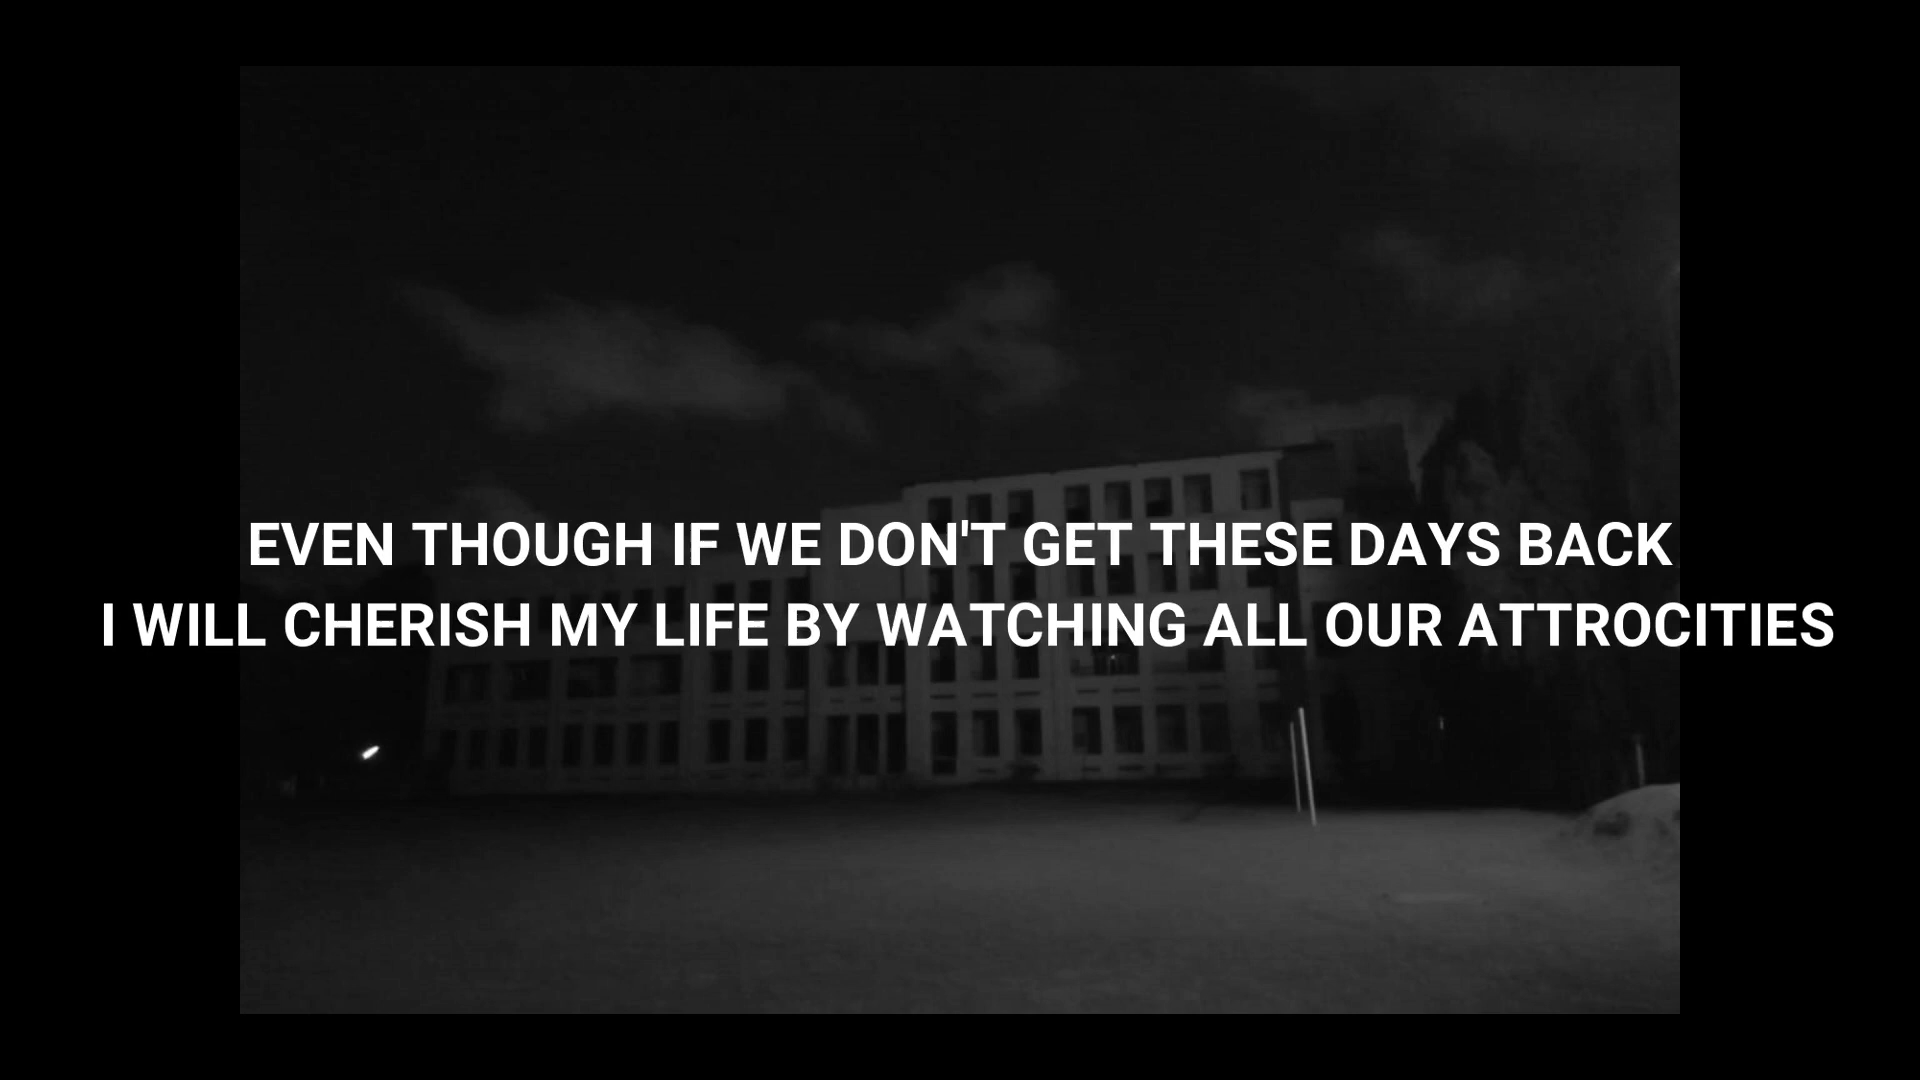 EVEN THOUGH IF WE DON'T GET THESE DAYS BACK
I WILL CHERISH MY LIFE BY WATCHING ALL OUR ATTROCITIES